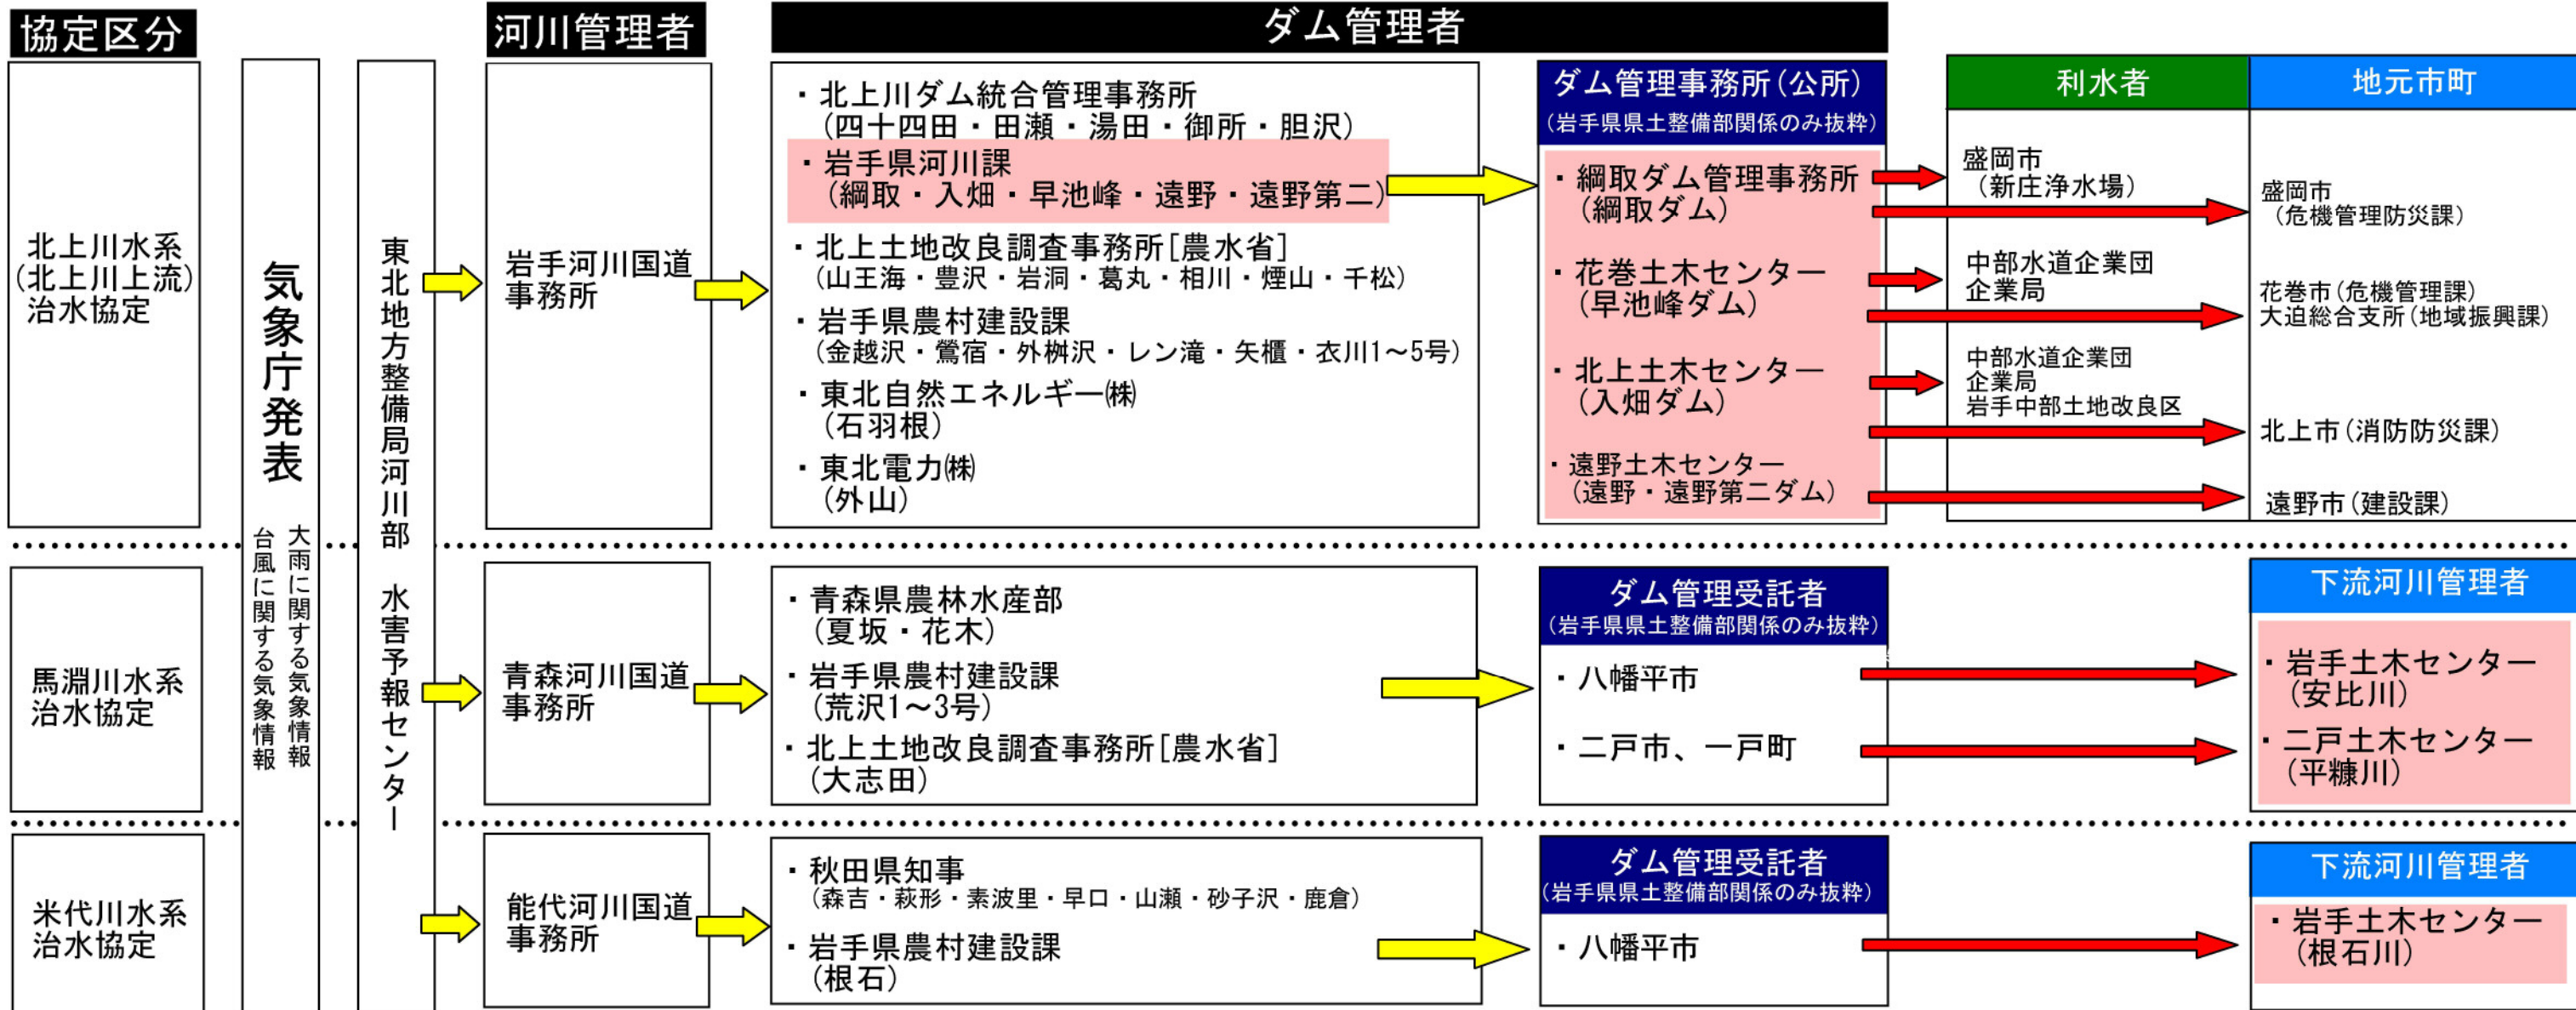 協定区分
河川管理者
ダム管理者
北上川水系
(北上川上流)
治水協定
気象庁発表
大雨に関する気象情報
台風に関する気象情報
東北地方整備局河川部 水害予報センター
岩手河川国道
事務所
・北上川ダム統合管理事務所
(四十四田・田瀬・湯田・御所・胆沢)
・岩手県河川課
(綱取・入畑・早池峰・遠野・遠野第二)
・北上土地改良調査事務所[農水省]
(山王海・豊沢・岩洞・葛丸・相川・煙山・千松)
・岩手県農村建設課
(金越沢・鶯宿・外桝沢・レン滝・矢櫃・衣川1～5号)
・東北自然エネルギー㈱
(石羽根)
・東北電力㈱
(外山)
ダム管理事務所(公所)
(岩手県県土整備部関係のみ抜粋)
・綱取ダム管理事務所
(綱取ダム)
・花巻土木センター
(早池峰ダム)
・北上土木センター
(入畑ダム)
・遠野土木センター
(遠野・遠野第二ダム)
利水者
盛岡市
(新庄浄水場)
中部水道企業団
企業局
中部水道企業団
企業局
岩手中部土地改良区
地元市町
盛岡市
(危機管理防災課)
花巻市(危機管理課)
大迫総合支所(地域振興課)
北上市(消防防災課)
遠野市(建設課)
馬淵川水系
治水協定
青森河川国道
事務所
・青森県農林水産部
(夏坂・花木)
・岩手県農村建設課
(荒沢1～3号)
・北上土地改良調査事務所[農水省]
(大志田)
ダム管理受託者
(岩手県県土整備部関係のみ抜粋)
・八幡平市
・二戸市、一戸町
下流河川管理者
・岩手土木センター
(安比川)
・二戸土木センター
(平糠川)
米代川水系
治水協定
能代河川国道
事務所
・秋田県知事
(森吉・萩形・素波里・早口・山瀬・砂子沢・鹿倉)
・岩手県農村建設課
(根石)
ダム管理受託者
(岩手県県土整備部関係のみ抜粋)
・八幡平市
下流河川管理者
・岩手土木センター
(根石川)